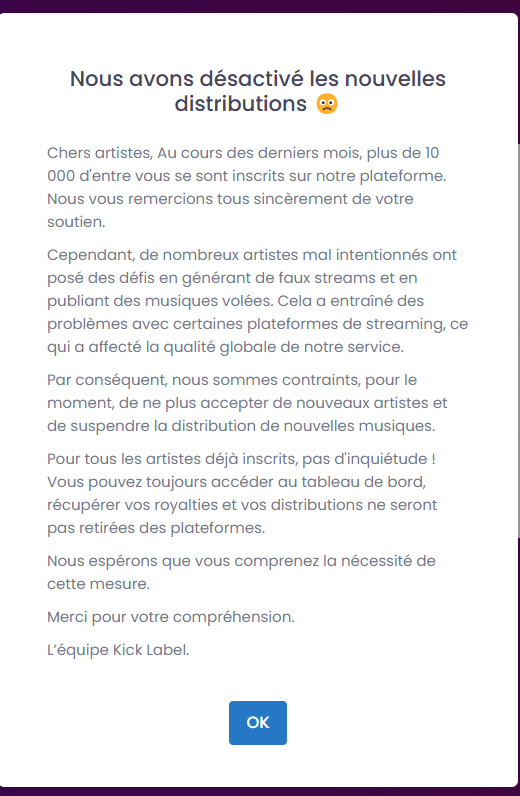 Nous avons désactivé les nouvelles
distributions 🙁
Chers artistes, Au cours des derniers mois, plus de 10
000 d'entre vous se sont inscrits sur notre plateforme.
Nous vous remercions tous sincèrement de votre
soutien.
Cependant, de nombreux artistes mal intentionnés ont
posé des défis en générant de faux streams et en
publiant des musiques volées. Cela a entraîné des
problèmes avec certaines plateformes de streaming, ce
qui a affecté la qualité globale de notre service.
Par conséquent, nous sommes contraints, pour le
moment, de ne plus accepter de nouveaux artistes et
de suspendre la distribution de nouvelles musiques.
Pour tous les artistes déjà inscrits, pas d'inquiétude !
Vous pouvez toujours accéder au tableau de bord,
récupérer vos royalties et vos distributions ne seront
pas retirées des plateformes.
Nous espérons que vous comprenez la nécessité de
cette mesure.
Merci pour votre compréhension.
L’équipe Kick Label.
OK